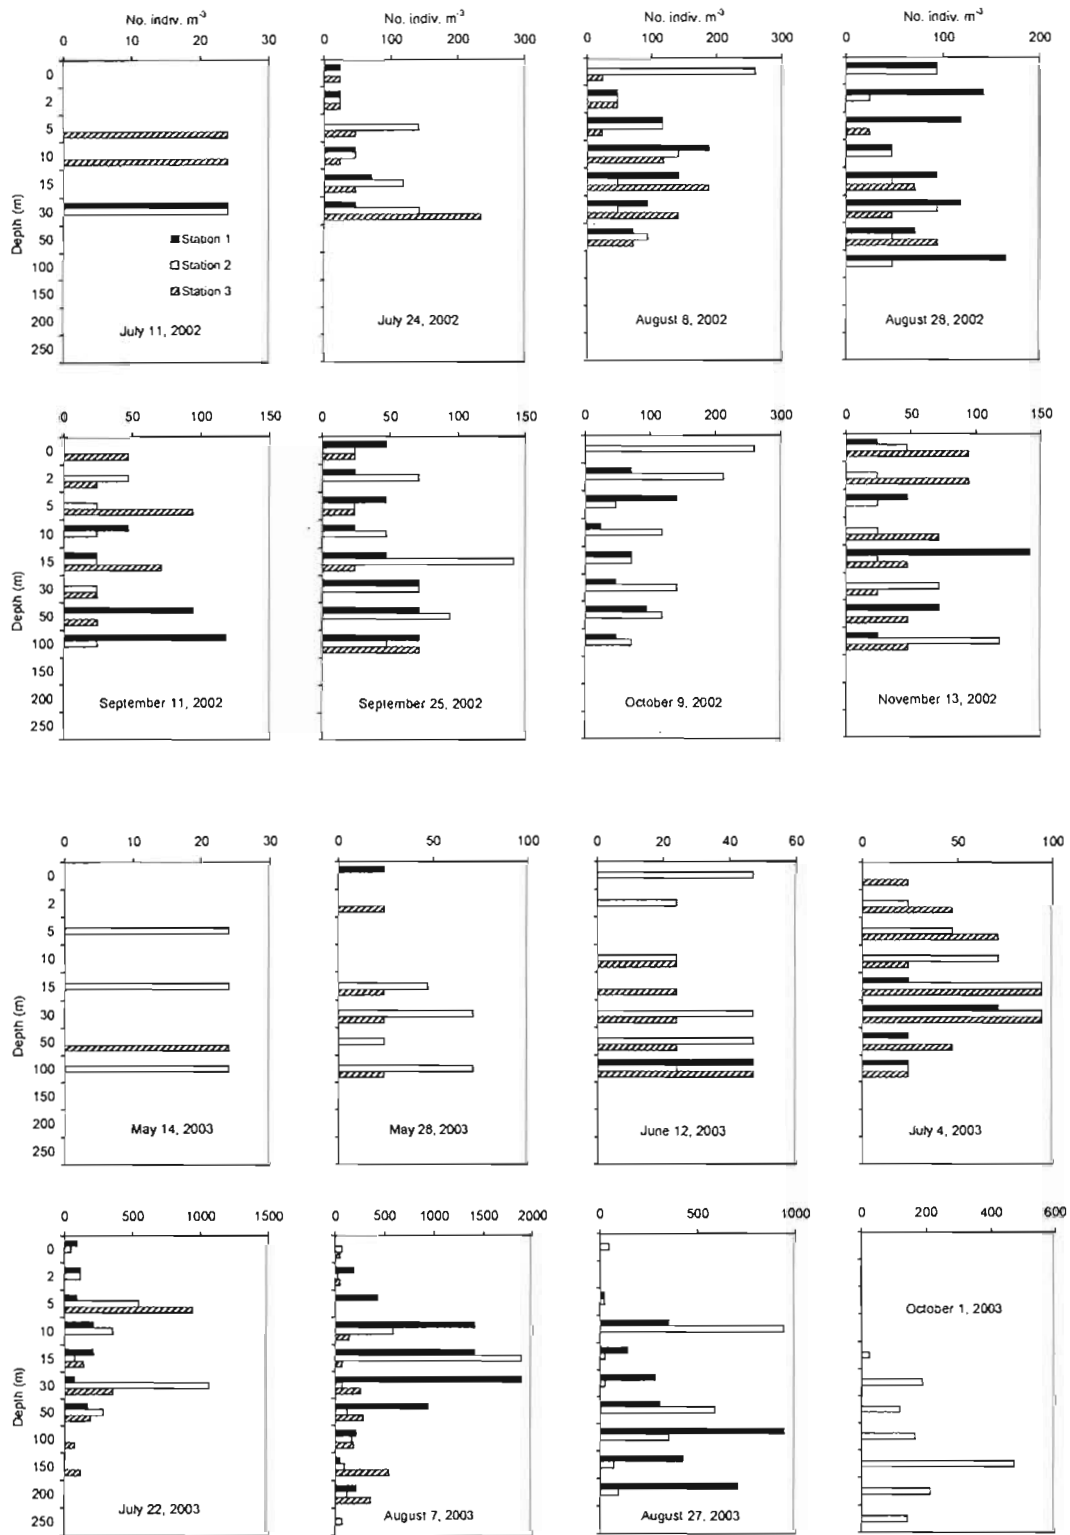 No. indiv. m-3 No. indiv. m-3 No. indiv. m-3 No. indiv. m-3
0 10 20 30 0 100 200 300 0 100 200 300 0 100 200
0
2
5
10
15
30
50
100
150
200
250
Depth (m)
Station 1
Station 2
Station 3
July 11, 2002 July 24, 2002 August 8, 2002 August 28, 2002
0 50 100 150 0 50 100 150 0 100 200 300 0 50 100 150
0
2
5
10
15
30
50
100
150
200
250
Depth (m)
September 11, 2002 September 25, 2002 October 9, 2002 November 13, 2002
0 10 20 30 0 50 100 0 20 40 60 0 50 100
0
2
5
10
15
30
50
100
150
200
250
Depth (m)
May 14, 2003 May 28, 2003 June 12, 2003 July 4, 2003
0 500 1000 1500 0 500 1000 1500 2000 0 500 1000 0 200 400 600
0
2
5
10
15
30
50
100
150
200
250
Depth (m)
July 22, 2003 August 7, 2003 August 27, 2003 October 1, 2003